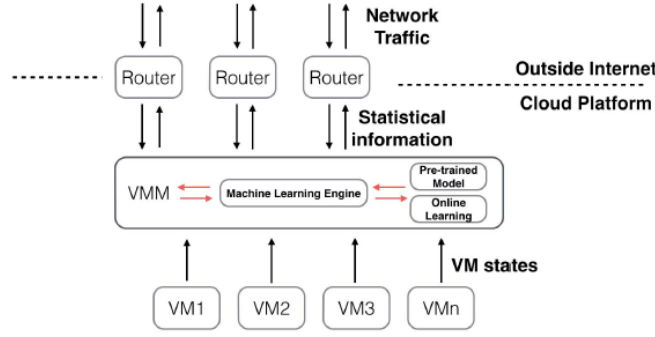 Network
Traffic
Router
Router
Router
Outside Internet
Cloud Platform
Statistical
information
VMM
Machine Learning Engine
Pre-trained
Model
Online
Learning
VM states
VM1
VM2
VM3
VMn